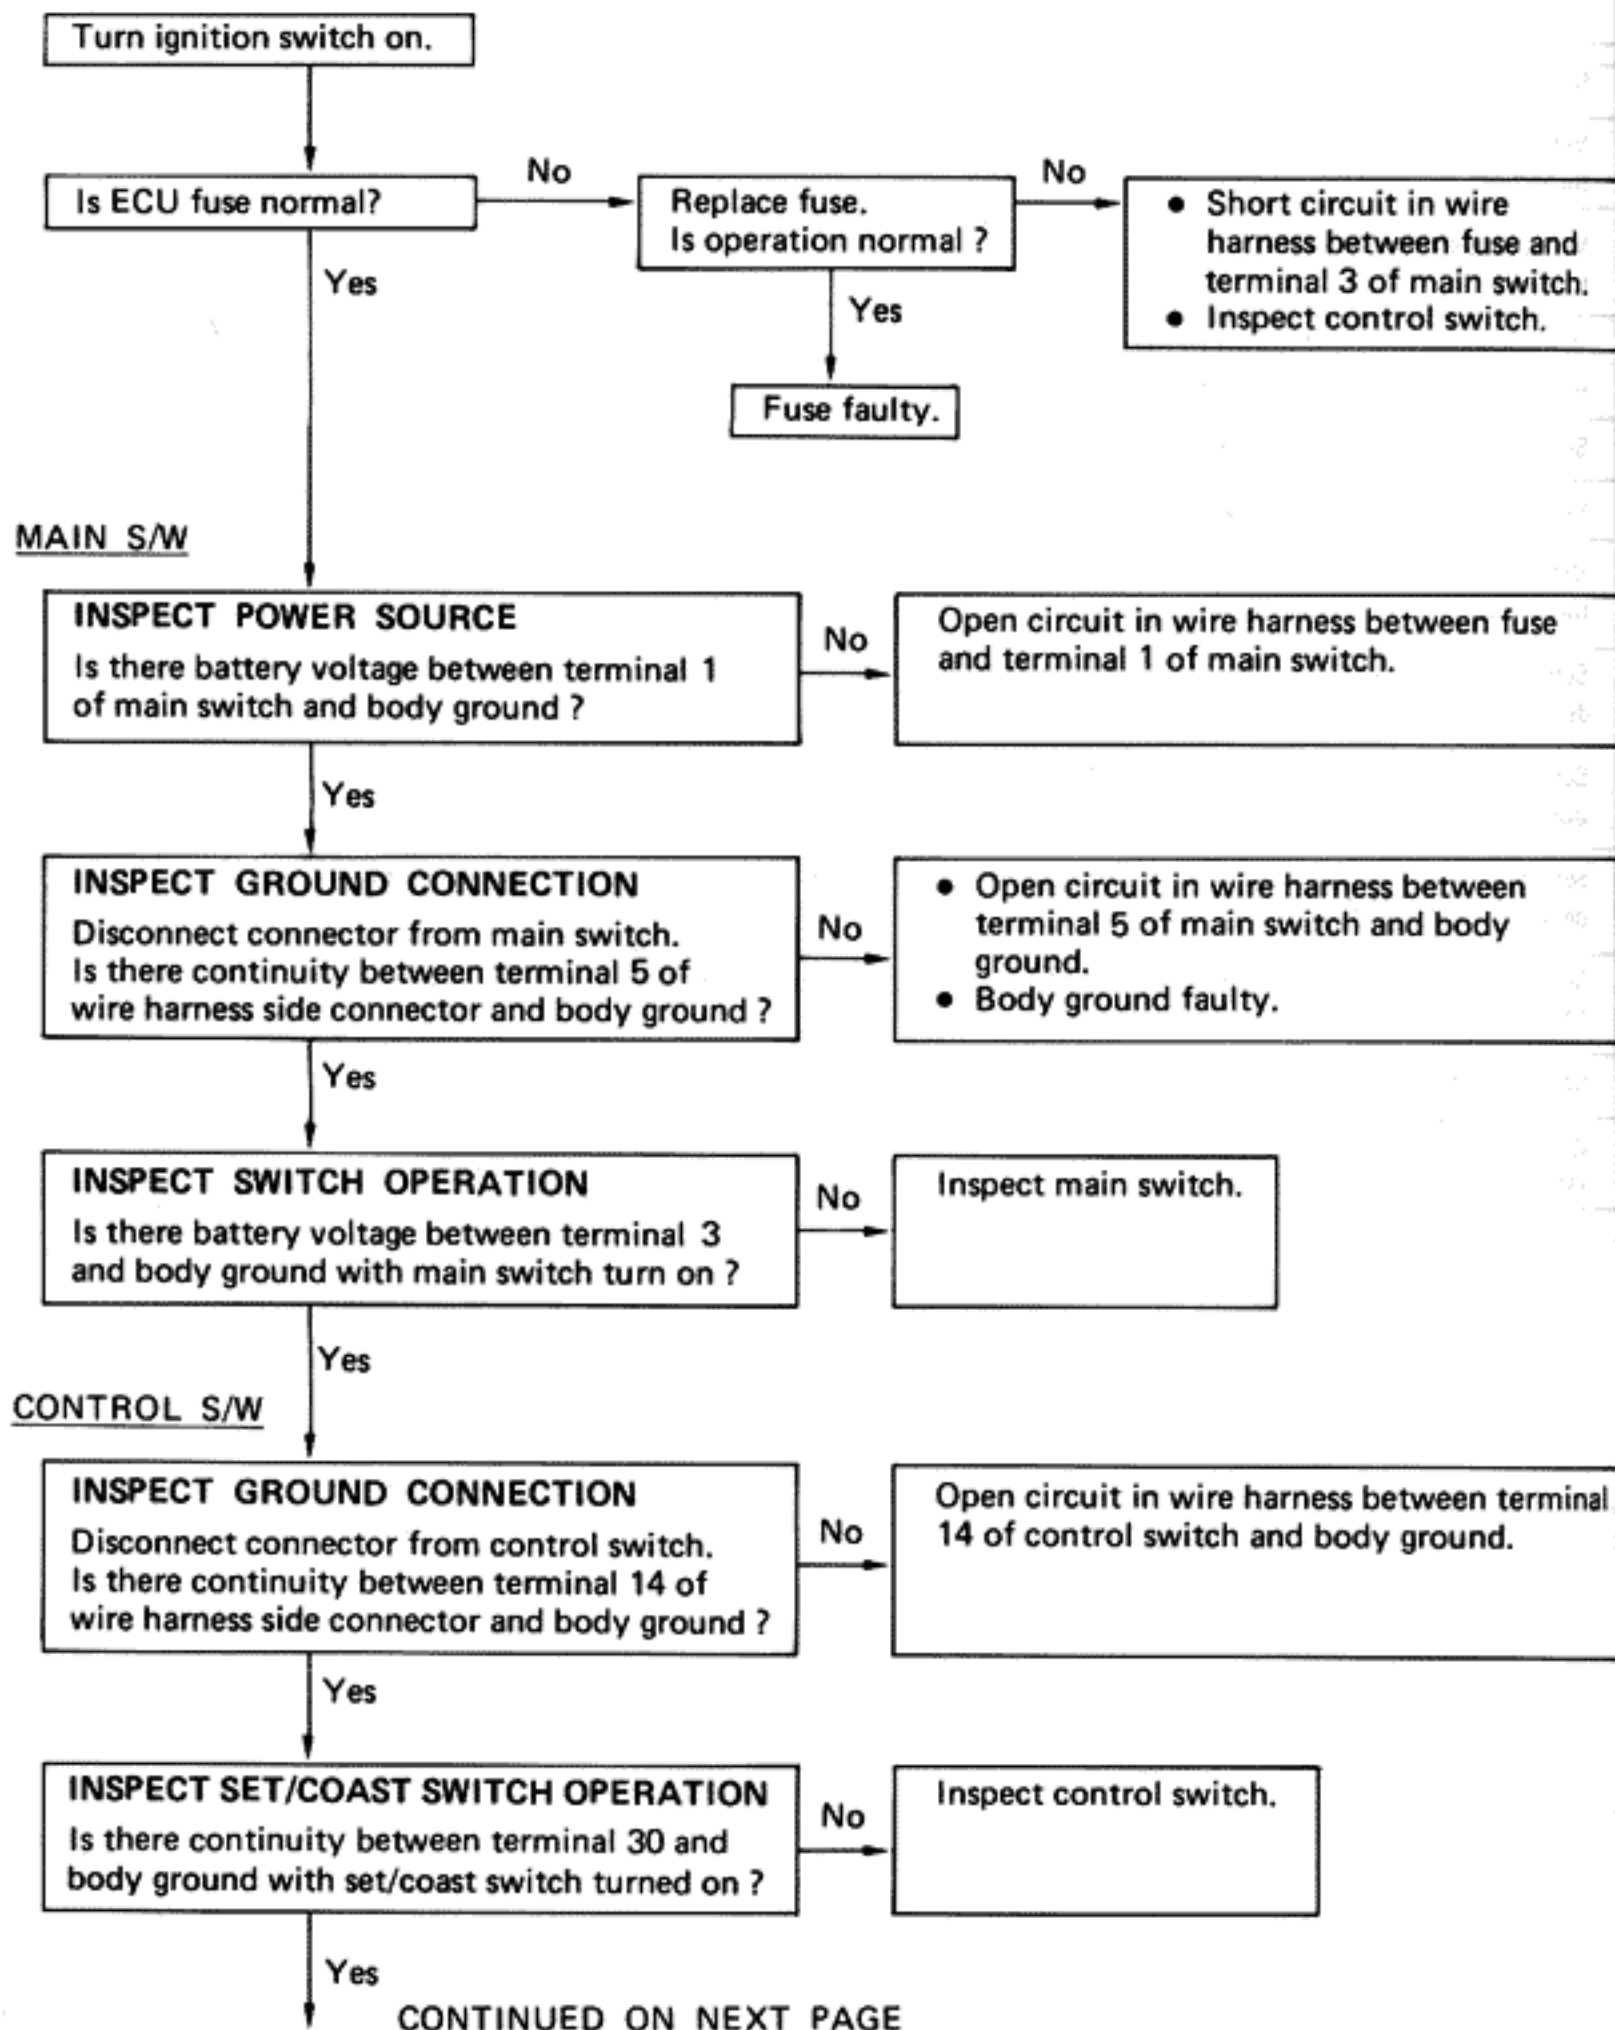 Turn ignition switch on.
Is ECU fuse normal?
No
Replace fuse.
Is operation normal ?
No
• Short circuit in wire
harness between fuse and
terminal 3 of main switch.
• Inspect control switch.
Yes
Yes
Fuse faulty.
MAIN S/W
INSPECT POWER SOURCE
Is there battery voltage between terminal 1
of main switch and body ground ?
No
Open circuit in wire harness between fuse
and terminal 1 of main switch.
Yes
INSPECT GROUND CONNECTION
Disconnect connector from main switch.
Is there continuity between terminal 5 of
wire harness side connector and body ground ?
No
• Open circuit in wire harness between
terminal 5 of main switch and body
ground.
• Body ground faulty.
Yes
INSPECT SWITCH OPERATION
Is there battery voltage between terminal 3
and body ground with main switch turn on ?
No
Inspect main switch.
Yes
CONTROL S/W
INSPECT GROUND CONNECTION
Disconnect connector from control switch.
Is there continuity between terminal 14 of
wire harness side connector and body ground ?
No
Open circuit in wire harness between terminal
14 of control switch and body ground.
Yes
INSPECT SET/COAST SWITCH OPERATION
Is there continuity between terminal 30 and
body ground with set/coast switch turned on ?
No
Inspect control switch.
Yes
CONTINUED ON NEXT PAGE